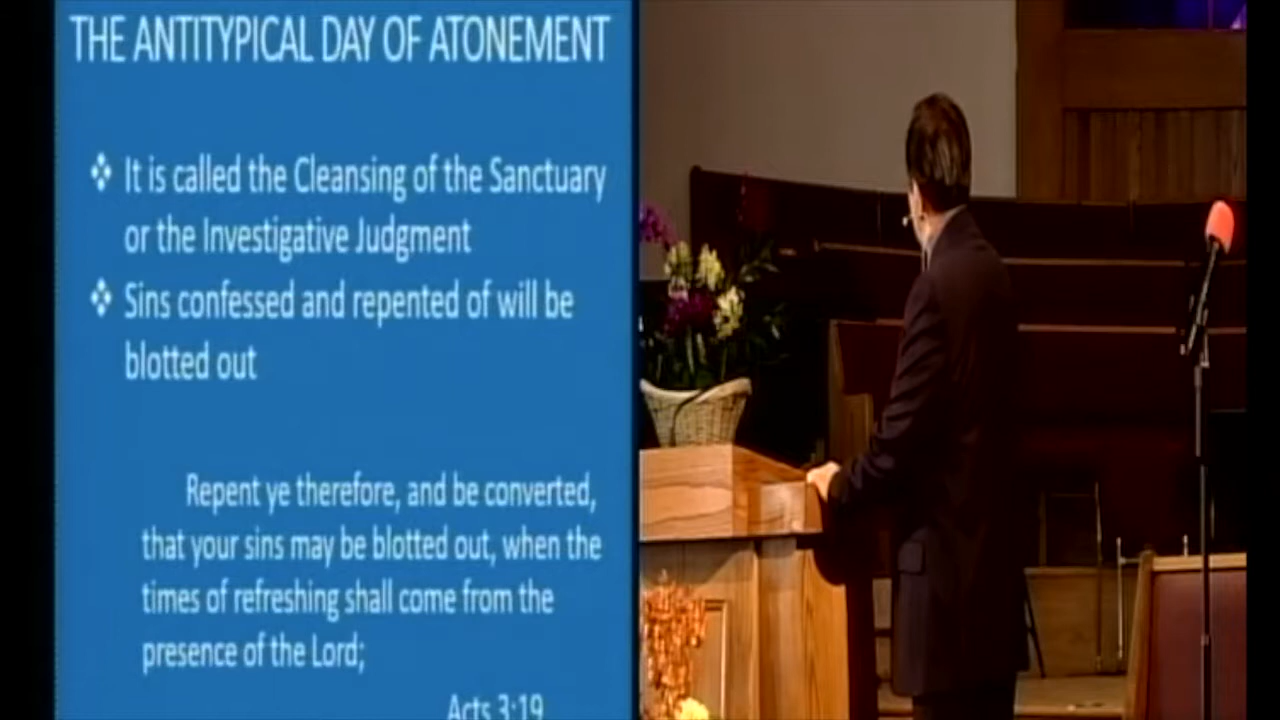 THE ANTITYPICAL DAY OF ATONEMENT
❖ It is called the Cleansing of the Sanctuary
or the Investigative Judgment
❖ Sins confessed and repented of will be
blotted out
Repent ye therefore, and be converted,
that your sins may be blotted out, when the
times of refreshing shall come from the
presence of the Lord;
Acts 3:19